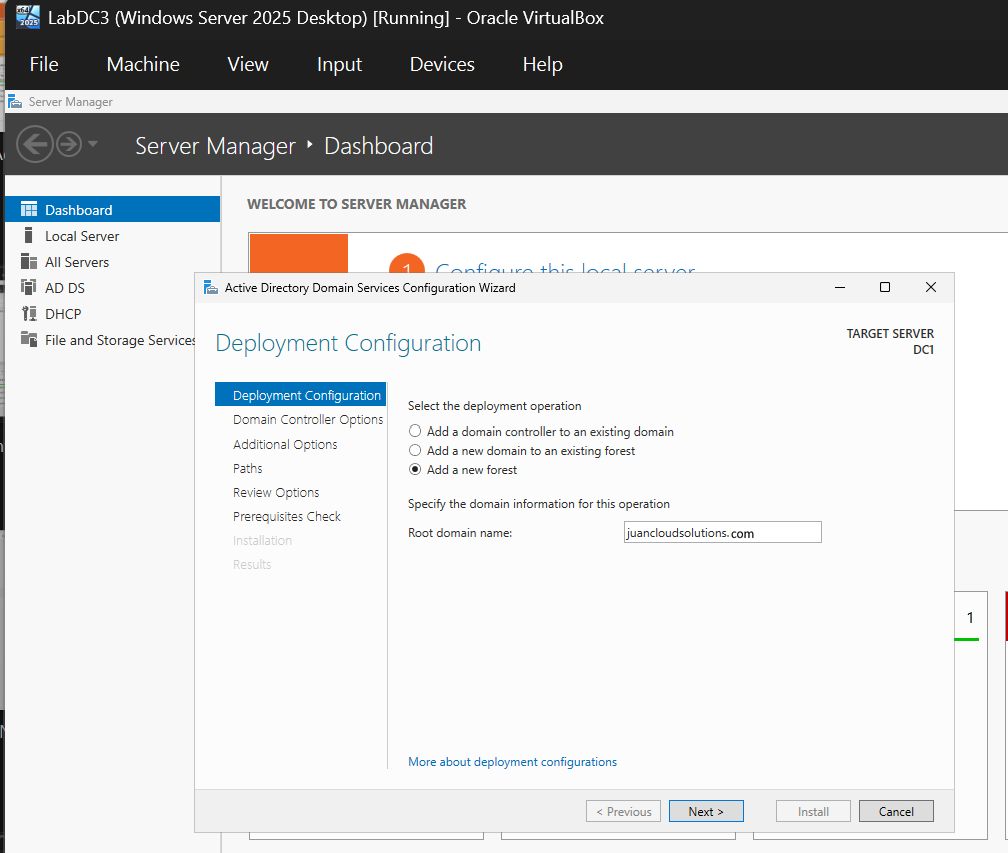 LabDC3 (Windows Server 2025 Desktop) [Running] - Oracle VirtualBox
File Machine View Input Devices Help
Server Manager
Server Manager ‣ Dashboard
Dashboard
Local Server
All Servers
AD DS
DHCP
File and Storage Services
WELCOME TO SERVER MANAGER
1 Configure this local server
Active Directory Domain Services Configuration Wizard
Deployment Configuration
TARGET SERVER
DC1
Deployment Configuration
Domain Controller Options
Additional Options
Paths
Review Options
Prerequisites Check
Installation
Results
Select the deployment operation
Add a domain controller to an existing domain
Add a new domain to an existing forest
Add a new forest
Specify the domain information for this operation
Root domain name: juancloudsolutions.com
More about deployment configurations
< Previous Next > Install Cancel
1